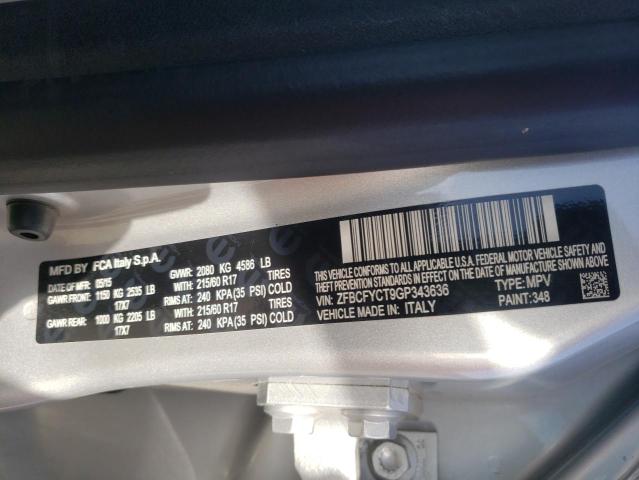 MFD BY FCA Italy S.p.A.
DATE OF MFR: 05/15 GVWR: 2080 KG 4586 LB
GAWR FRONT: 1150 KG 2535 LB WITH: 215/60 R17 TIRES
17X7 RIMS AT: 240 KPA(35 PSI) COLD
GAWR REAR: 1000 KG 2205 LB WITH: 215/60 R17 TIRES
17X7 RIMS AT: 240 KPA(35 PSI) COLD
THIS VEHICLE CONFORMS TO ALL APPLICABLE U.S.A. FEDERAL MOTOR VEHICLE SAFETY AND
THEFT PREVENTION STANDARDS IN EFFECT ON THE DATE OF MANUFACTURE SHOWN ABOVE.
VIN: ZFBCFYCT9GP343636 TYPE: MPV
VEHICLE MADE IN: ITALY PAINT: 348